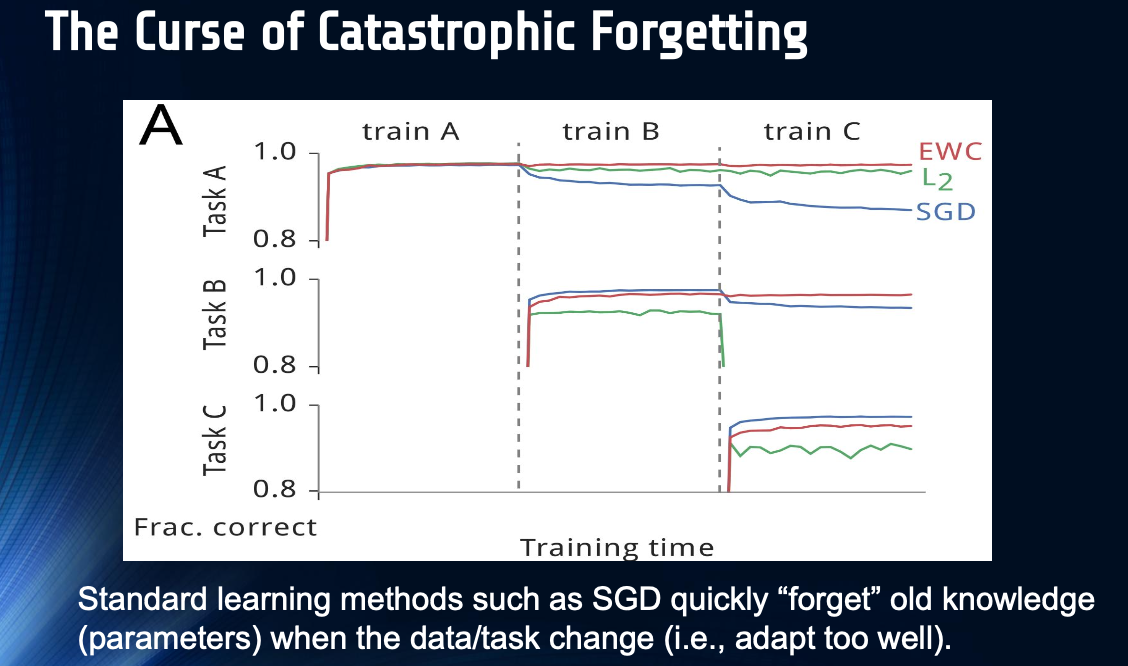 The Curse of Catastrophic Forgetting
A
train A train B train C
EWC
L2
SGD
1.0
Task A
0.8
1.0
Task B
0.8
1.0
Task C
0.8
Frac. correct
Training time
Standard learning methods such as SGD quickly “forget” old knowledge
(parameters) when the data/task change (i.e., adapt too well).